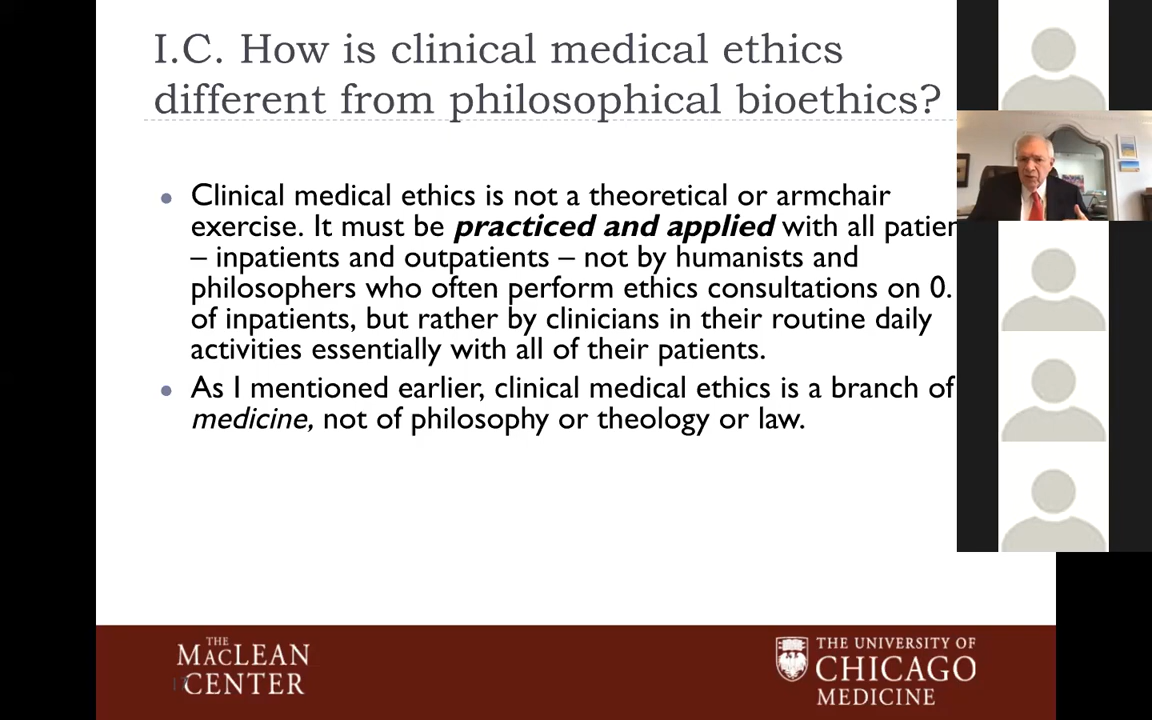 I.C. How is clinical medical ethics
different from philosophical bioethics?
• Clinical medical ethics is not a theoretical or armchair
exercise. It must be practiced and applied with all
– inpatients and outpatients – not by humanists and
philosophers who often perform ethics consultations on 0.
of inpatients, but rather by clinicians in their routine daily
activities essentially with all of their patients.
• As I mentioned earlier, clinical medical ethics is a branch of
medicine, not of philosophy or theology or law.
THE
MACLEAN
CENTER
THE UNIVERSITY OF
CHICAGO
MEDICINE